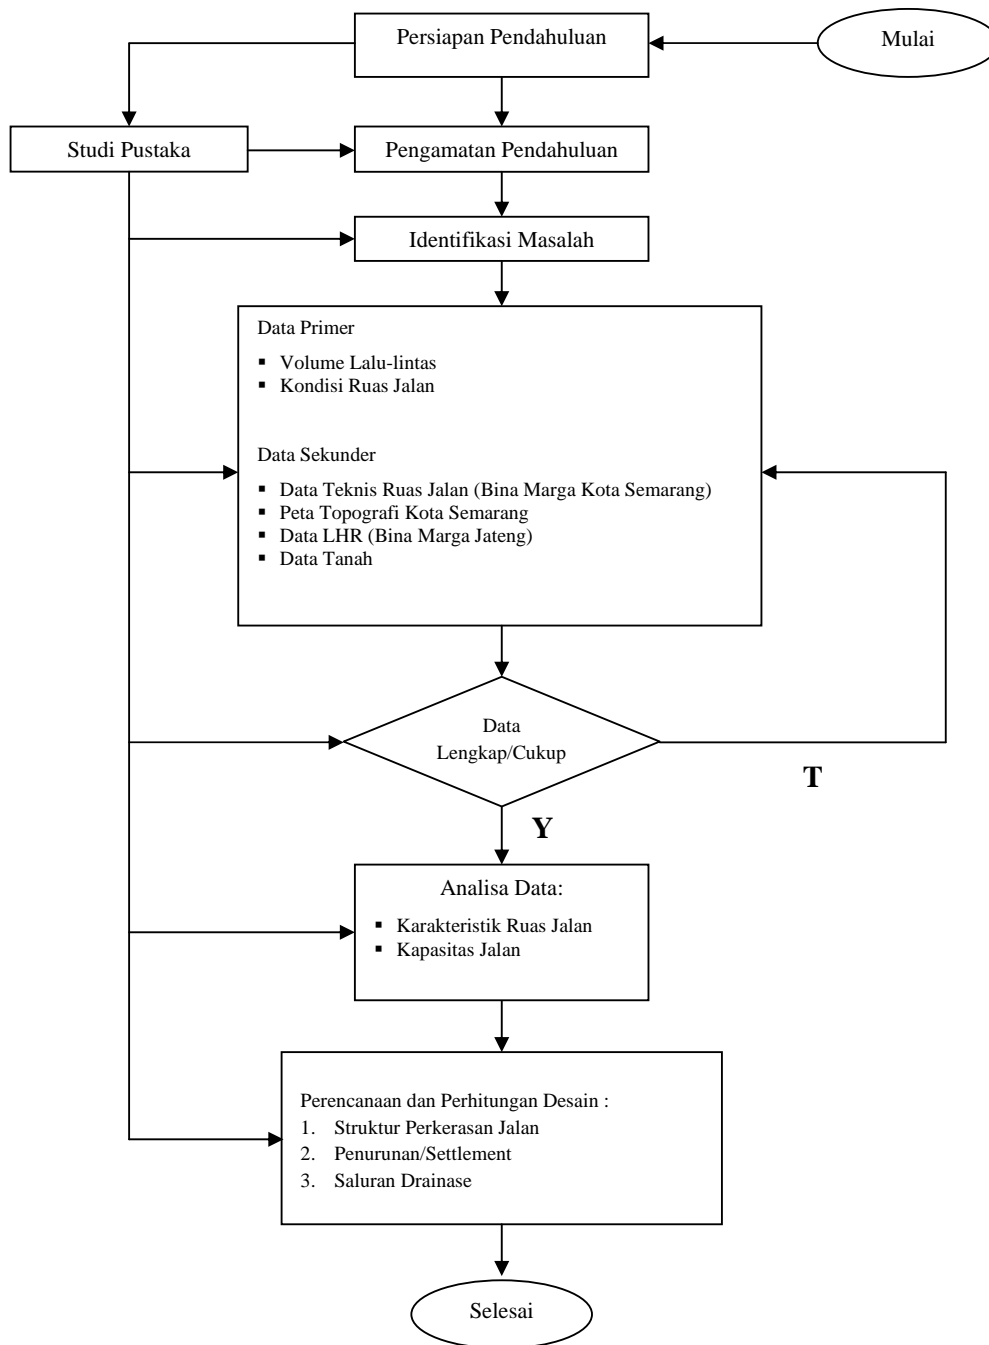 Mulai
Persiapan Pendahuluan
Studi Pustaka
Pengamatan Pendahuluan
Identifikasi Masalah
Data Primer
▪ Volume Lalu-lintas
▪ Kondisi Ruas Jalan
Data Sekunder
▪ Data Teknis Ruas Jalan (Bina Marga Kota Semarang)
▪ Peta Topografi Kota Semarang
▪ Data LHR (Bina Marga Jateng)
▪ Data Tanah
Data
Lengkap/Cukup
T
Y
Analisa Data:
▪ Karakteristik Ruas Jalan
▪ Kapasitas Jalan
Perencanaan dan Perhitungan Desain :
1. Struktur Perkerasan Jalan
2. Penurunan/Settlement
3. Saluran Drainase
Selesai